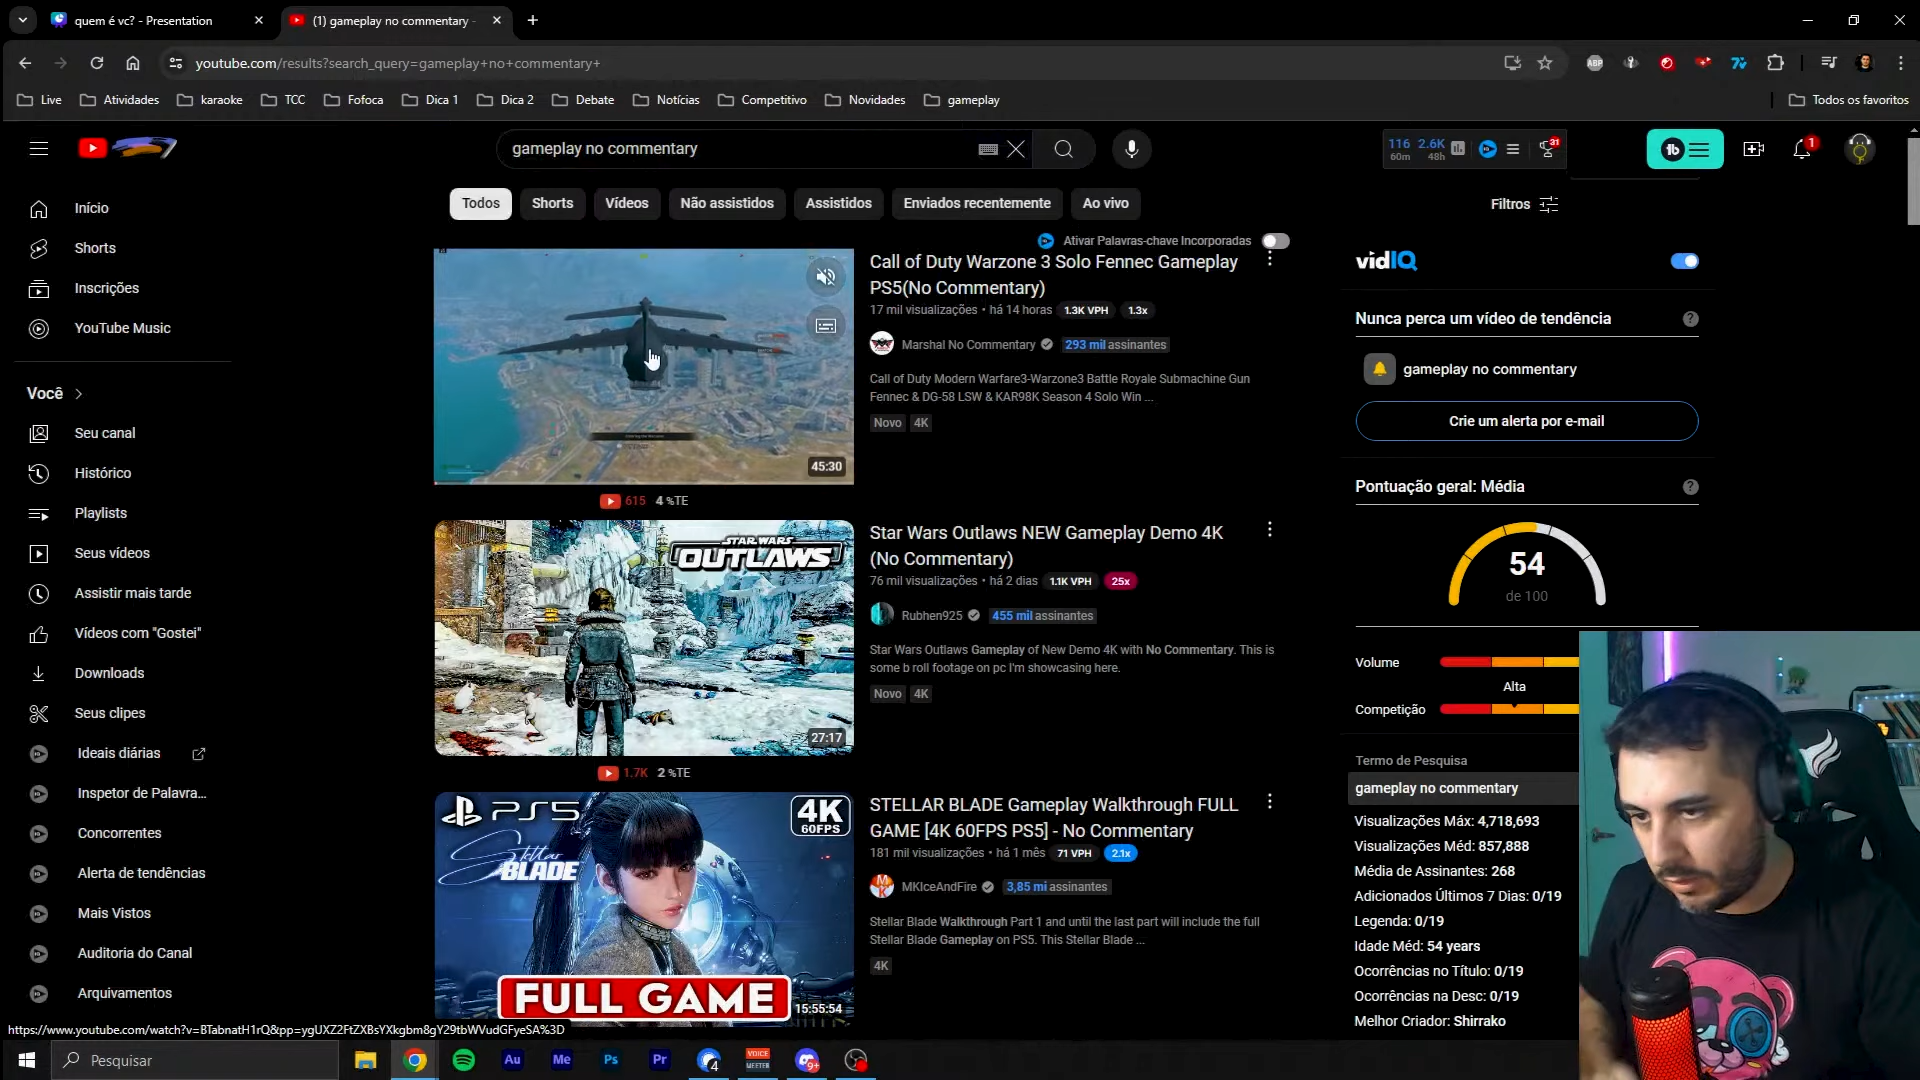 quem é vc? - Presentation
(1) gameplay no commentary -
youtube.com/results?search_query=gameplay+no+commentary+
ABP
Live
Atividades
karaoke
TCC
Fofoca
Dica 1
Dica 2
Debate
Notícias
Competitivo
Novidades
gameplay
Todos os favoritos
gameplay no commentary
116 2.6K
60m 48h
31
tb
1
Início
Shorts
Inscrições
YouTube Music
Você
Seu canal
Histórico
Playlists
Seus vídeos
Assistir mais tarde
Vídeos com "Gostei"
Downloads
Seus clipes
Ideais diárias
Inspetor de Palavra...
Concorrentes
Alerta de tendências
Mais Vistos
Auditoria do Canal
Arquivamentos
Todos
Shorts
Vídeos
Não assistidos
Assistidos
Enviados recentemente
Ao vivo
Filtros
Ativar Palavras-chave Incorporadas
45:30
Call of Duty Warzone 3 Solo Fennec Gameplay
PS5(No Commentary)
17 mil visualizações • há 14 horas 1.3K VPH 1.3x
Marshal No Commentary 293 mil assinantes
Call of Duty Modern Warfare3-Warzone3 Battle Royale Submachine Gun
Fennec & DG-58 LSW & KAR98K Season 4 Solo Win ...
Novo 4K
615 4 %TE
STAR WARS
OUTLAWS
27:17
Star Wars Outlaws NEW Gameplay Demo 4K
(No Commentary)
76 mil visualizações • há 2 dias 1.1K VPH 25x
Rubhen925 455 mil assinantes
Star Wars Outlaws Gameplay of New Demo 4K with No Commentary. This is
some b roll footage on pc I'm showcasing here.
Novo 4K
1.7K 2 %TE
PS5
4K
60FPS
Stellar
BLADE
FULL GAME
15:55:54
STELLAR BLADE Gameplay Walkthrough FULL
GAME [4K 60FPS PS5] - No Commentary
181 mil visualizações • há 1 mês 71 VPH 2.1x
MKIceAndFire 3,85 mi assinantes
Stellar Blade Walkthrough Part 1 and until the last part will include the full
Stellar Blade Gameplay on PS5. This Stellar Blade ...
4K
vidIQ
Nunca perca um vídeo de tendência
gameplay no commentary
Crie um alerta por e-mail
Pontuação geral: Média
54
de 100
Volume
Alta
Competição
Termo de Pesquisa
gameplay no commentary
Visualizações Máx: 4,718,693
Visualizações Méd: 857,888
Média de Assinantes: 268
Adicionados Últimos 7 Dias: 0/19
Legenda: 0/19
Idade Méd: 54 years
Ocorrências no Título: 0/19
Ocorrências na Desc: 0/19
Melhor Criador: Shirrako
https://www.youtube.com/watch?v=BTabnatH1rQ&pp=ygUXZ2FtZXBsYXkgbm8gY29tbWVudGFyeSA%3D
Pesquisar
Au
Me
Ps
Pr
4
VOICE
MEETER
9+